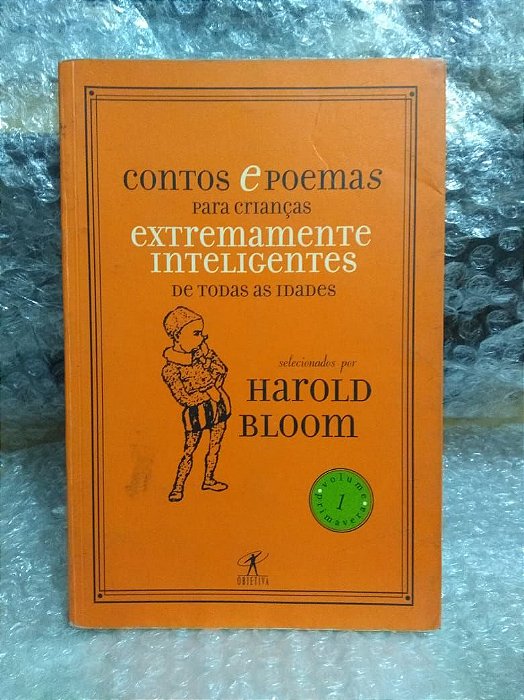 contos e poemas
para crianças
extremamente
inteligentes
de todas as idades
selecionados por
Harold
Bloom
volume
1
primavera
OBJETIVA